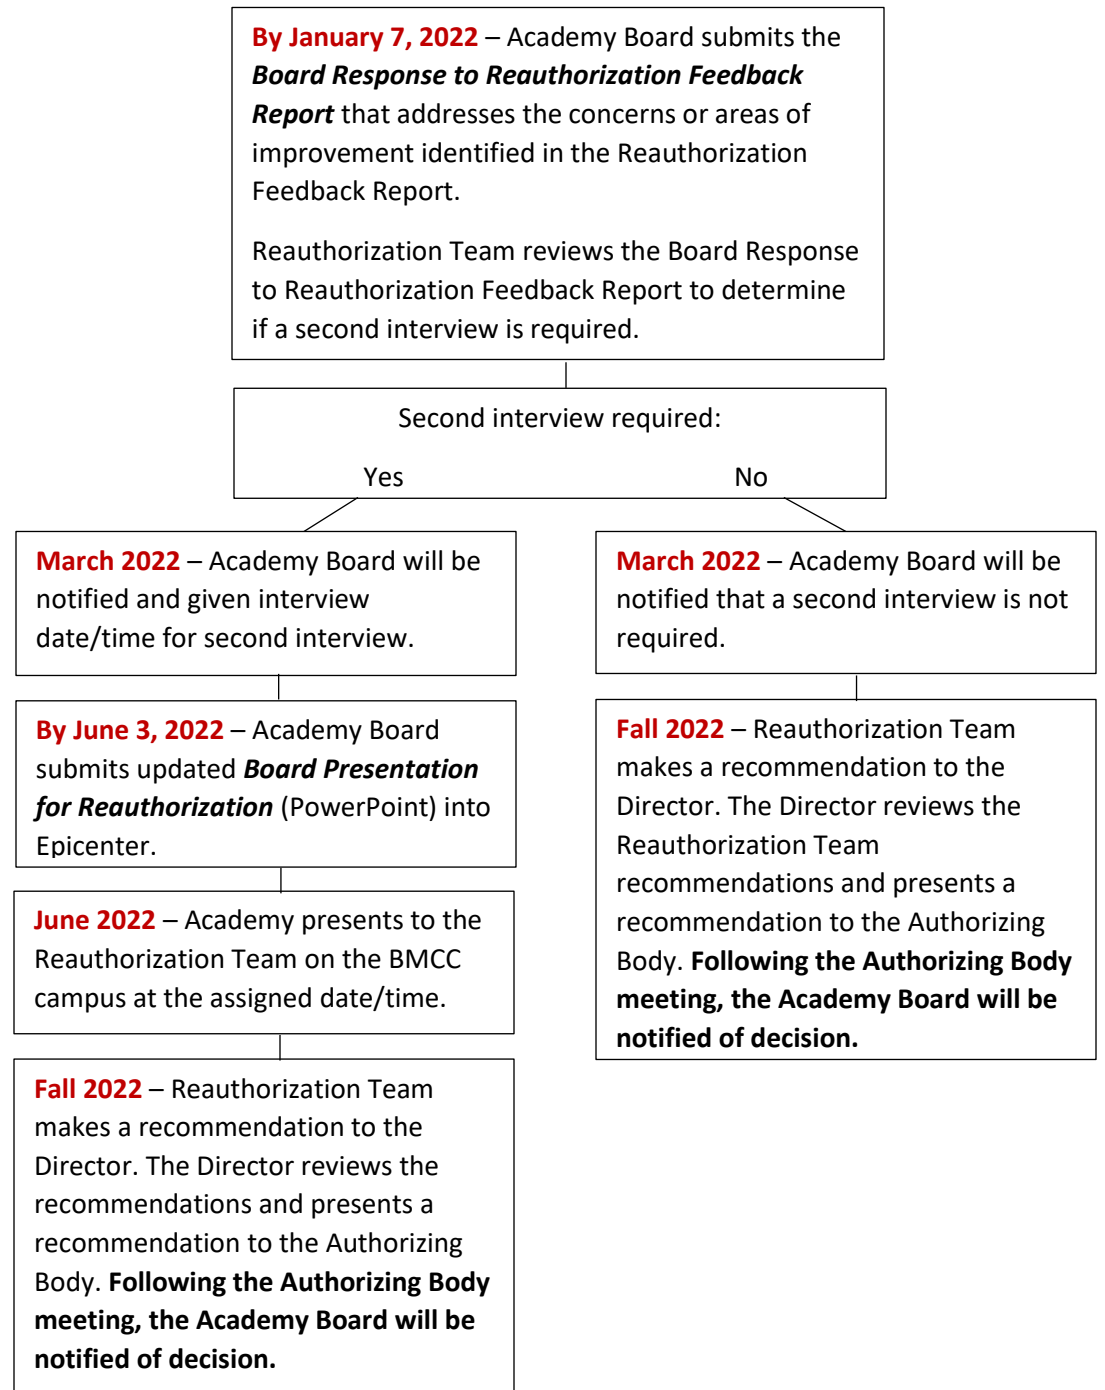 By January 7, 2022 – Academy Board submits the
Board Response to Reauthorization Feedback
Report that addresses the concerns or areas of
improvement identified in the Reauthorization
Feedback Report.
Reauthorization Team reviews the Board Response
to Reauthorization Feedback Report to determine
if a second interview is required.
Second interview required:
Yes No
March 2022 – Academy Board will be
notified and given interview
date/time for second interview.
By June 3, 2022 – Academy Board
submits updated Board Presentation
for Reauthorization (PowerPoint) into
Epicenter.
June 2022 – Academy presents to the
Reauthorization Team on the BMCC
campus at the assigned date/time.
Fall 2022 – Reauthorization Team
makes a recommendation to the
Director. The Director reviews the
recommendations and presents a
recommendation to the Authorizing
Body. Following the Authorizing Body
meeting, the Academy Board will be
notified of decision.
March 2022 – Academy Board will be
notified that a second interview is not
required.
Fall 2022 – Reauthorization Team
makes a recommendation to the
Director. The Director reviews the
Reauthorization Team
recommendations and presents a
recommendation to the Authorizing
Body. Following the Authorizing Body
meeting, the Academy Board will be
notified of decision.